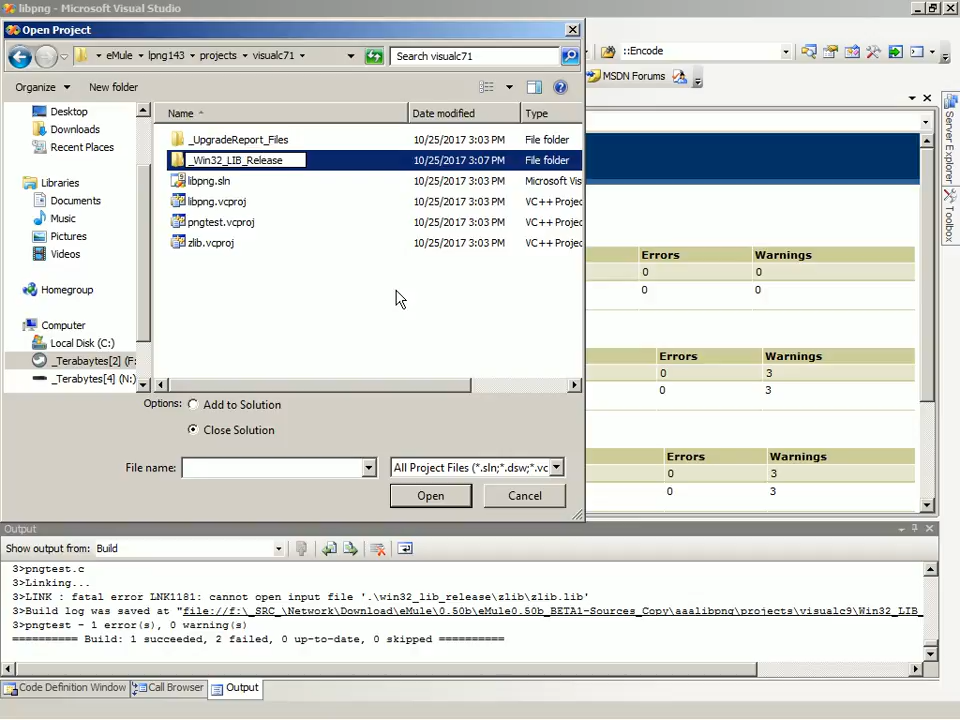 libpng - Microsoft Visual Studio
Open Project
eMule
lpng143
projects
visualc71
Search visualc71
::Encode
Organize
New folder
MSDN Forums
Desktop
Downloads
Recent Places
Libraries
Documents
Music
Pictures
Videos
Homegroup
Computer
Local Disk (C:)
_Terabaytes[2] (F:
_Terabytes[4] (N:)
Name
Date modified
Type
_UpgradeReport_Files 10/25/2017 3:03 PM File folder
_Win32_LIB_Release 10/25/2017 3:07 PM File folder
libpng.sln 10/25/2017 3:03 PM Microsoft Vis
libpng.vcproj 10/25/2017 3:03 PM VC++ Projec
pngtest.vcproj 10/25/2017 3:03 PM VC++ Projec
zlib.vcproj 10/25/2017 3:03 PM VC++ Projec
Options:
Add to Solution
Close Solution
File name:
All Project Files (*.sln;*.dsw;*.vc
Open
Cancel
Errors Warnings
0 0
0 0
Errors Warnings
0 3
0 3
Errors Warnings
0 3
0 3
Server Explorer
Toolbox
Output
Show output from: Build
3>pngtest.c
3>Linking...
3>LINK : fatal error LNK1181: cannot open input file '.\win32_lib_release\zlib\zlib.lib'
3>Build log was saved at "file://f:\_SRC_\Network\Download\eMule\0.50b\eMule0.50b_BETA1-Sources_Copy\aaalibpng\projects\visualc9\Win32_LIB_
3>pngtest - 1 error(s), 0 warning(s)
========== Build: 1 succeeded, 2 failed, 0 up-to-date, 0 skipped ==========
Code Definition Window
Call Browser
Output